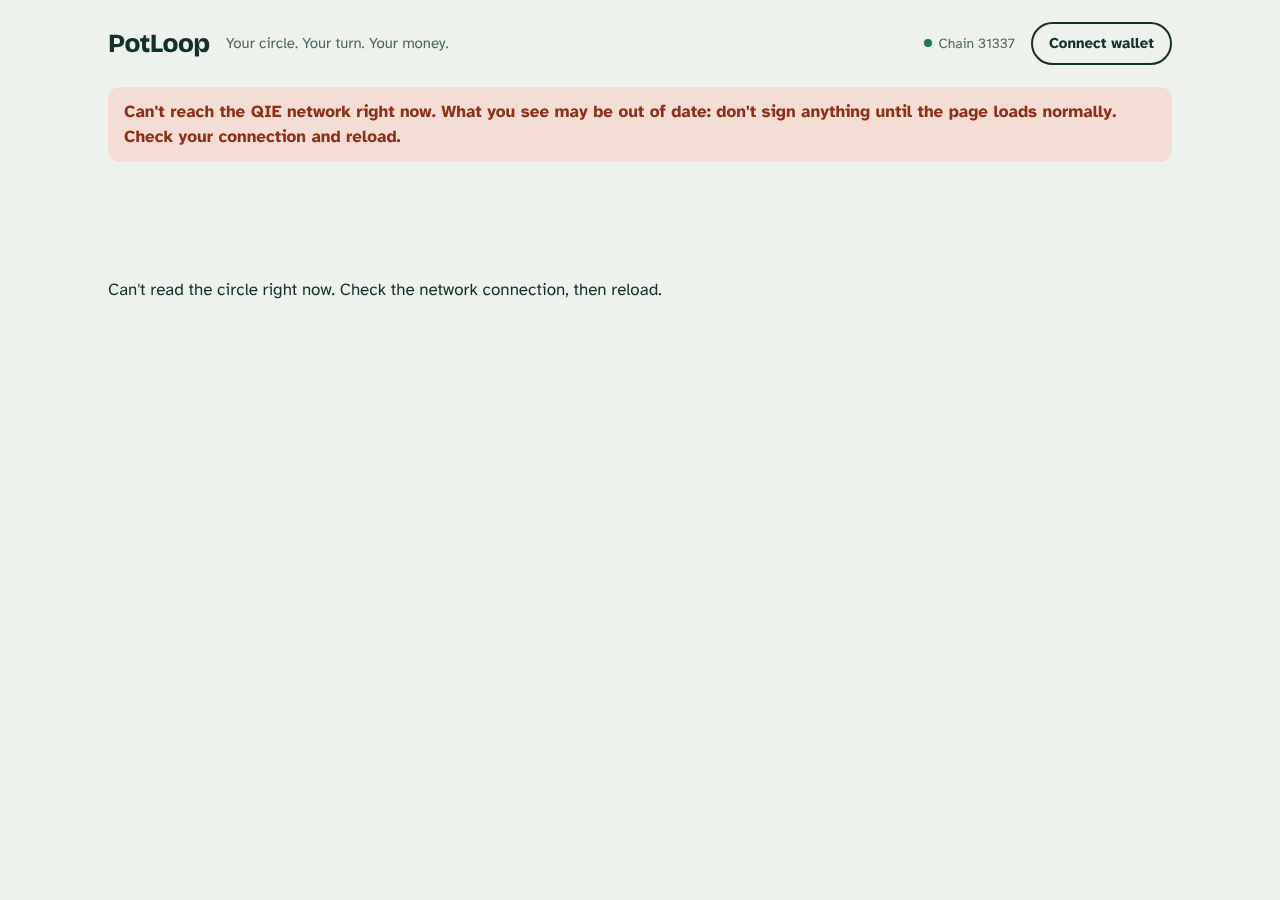 PotLoop
Your circle. Your turn. Your money.
Chain 31337
Connect wallet
Can't reach the QIE network right now. What you see may be out of date: don't sign anything until the page loads normally.
Check your connection and reload.
Can't read the circle right now. Check the network connection, then reload.